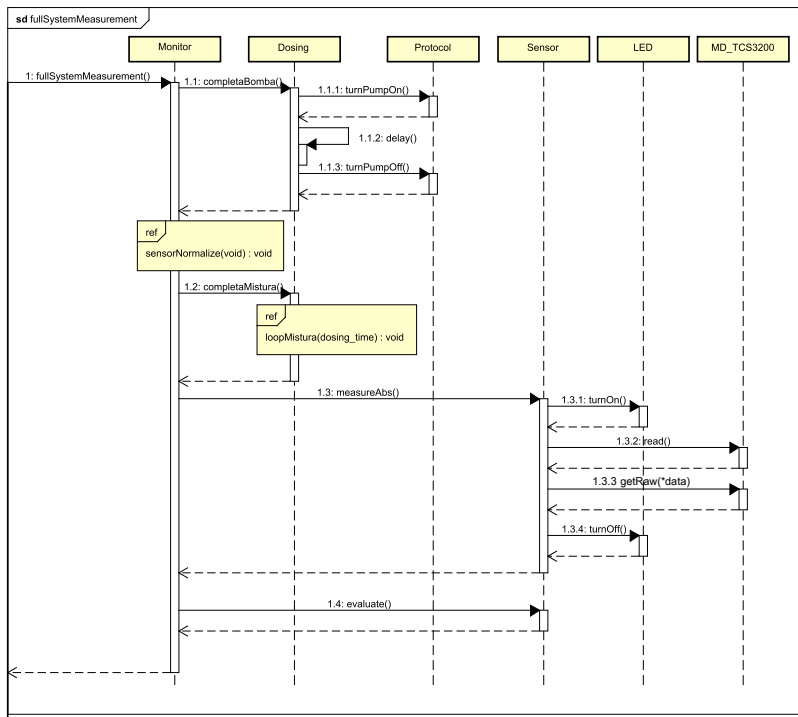 sd fullSystemMeasurement
Monitor
Dosing
Protocol
Sensor
LED
MD_TCS3200
1: fullSystemMeasurement()
1.1: completaBomba()
1.1.1: turnPumpOn()
1.1.2: delay()
1.1.3: turnPumpOff()
ref
sensorNormalize(void) : void
1.2: completaMistura()
ref
loopMistura(dosing_time) : void
1.3: measureAbs()
1.3.1: turnOn()
1.3.2: read()
1.3.3 getRaw(*data)
1.3.4: turnOff()
1.4: evaluate()